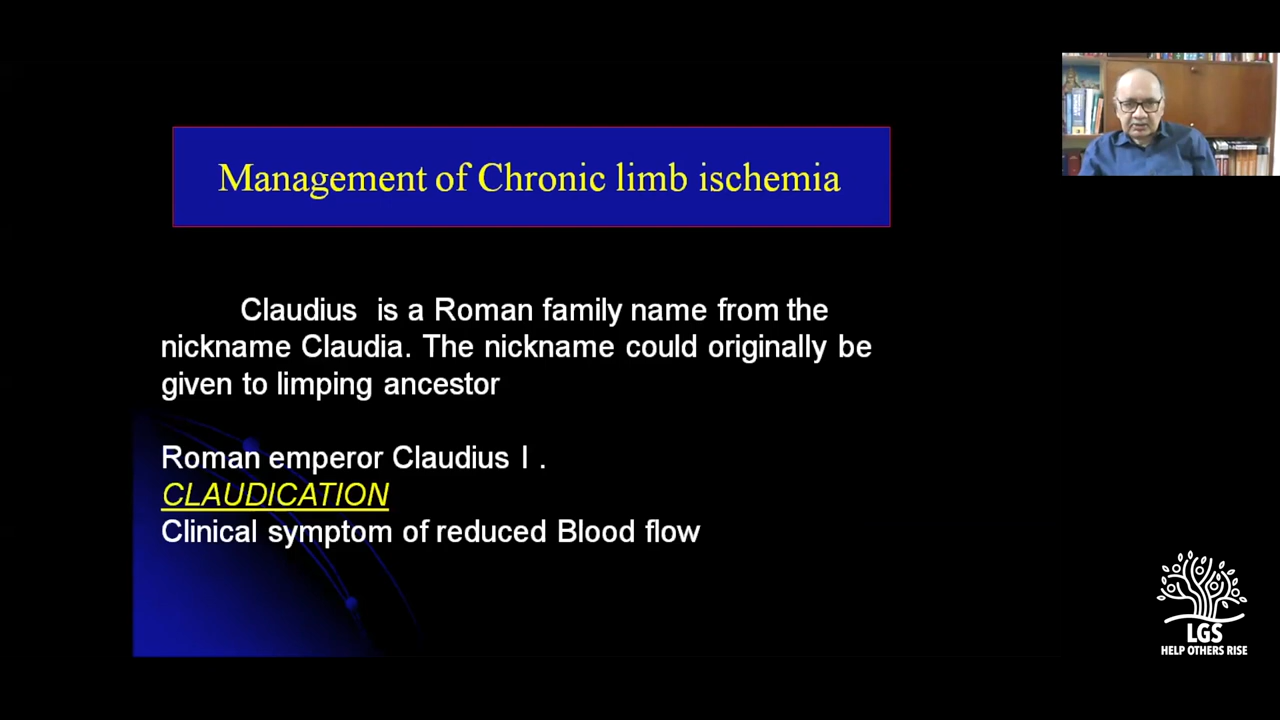 Management of Chronic limb ischemia
Claudius is a Roman family name from the
nickname Claudia. The nickname could originally be
given to limping ancestor
Roman emperor Claudius I .
CLAUDICATION
Clinical symptom of reduced Blood flow
LGS
HELP OTHERS RISE